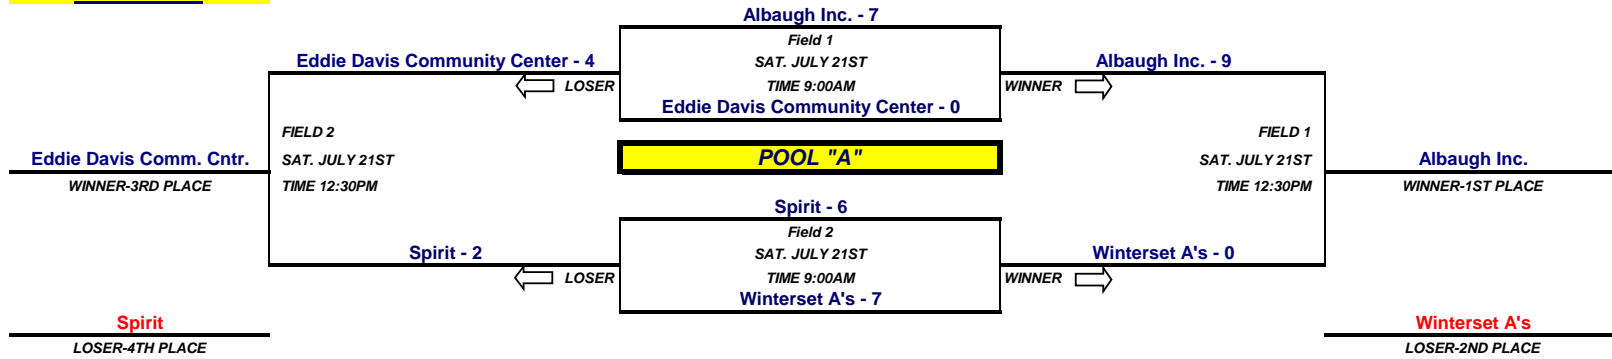 Albaugh Inc. - 7
Field 1
Eddie Davis Community Center - 4
SAT. JULY 21ST
Albaugh Inc. - 9
LOSER
TIME 9:00AM
WINNER
Eddie Davis Community Center - 0
FIELD 2
FIELD 1
Eddie Davis Comm. Cntr.
SAT. JULY 21ST
POOL "A"
SAT. JULY 21ST
Albaugh Inc.
WINNER-3RD PLACE
TIME 12:30PM
TIME 12:30PM
WINNER-1ST PLACE
Spirit - 6
Field 2
Spirit - 2
SAT. JULY 21ST
Winterset A's - 0
LOSER
TIME 9:00AM
WINNER
Winterset A's - 7
Spirit
Winterset A's
LOSER-4TH PLACE
LOSER-2ND PLACE